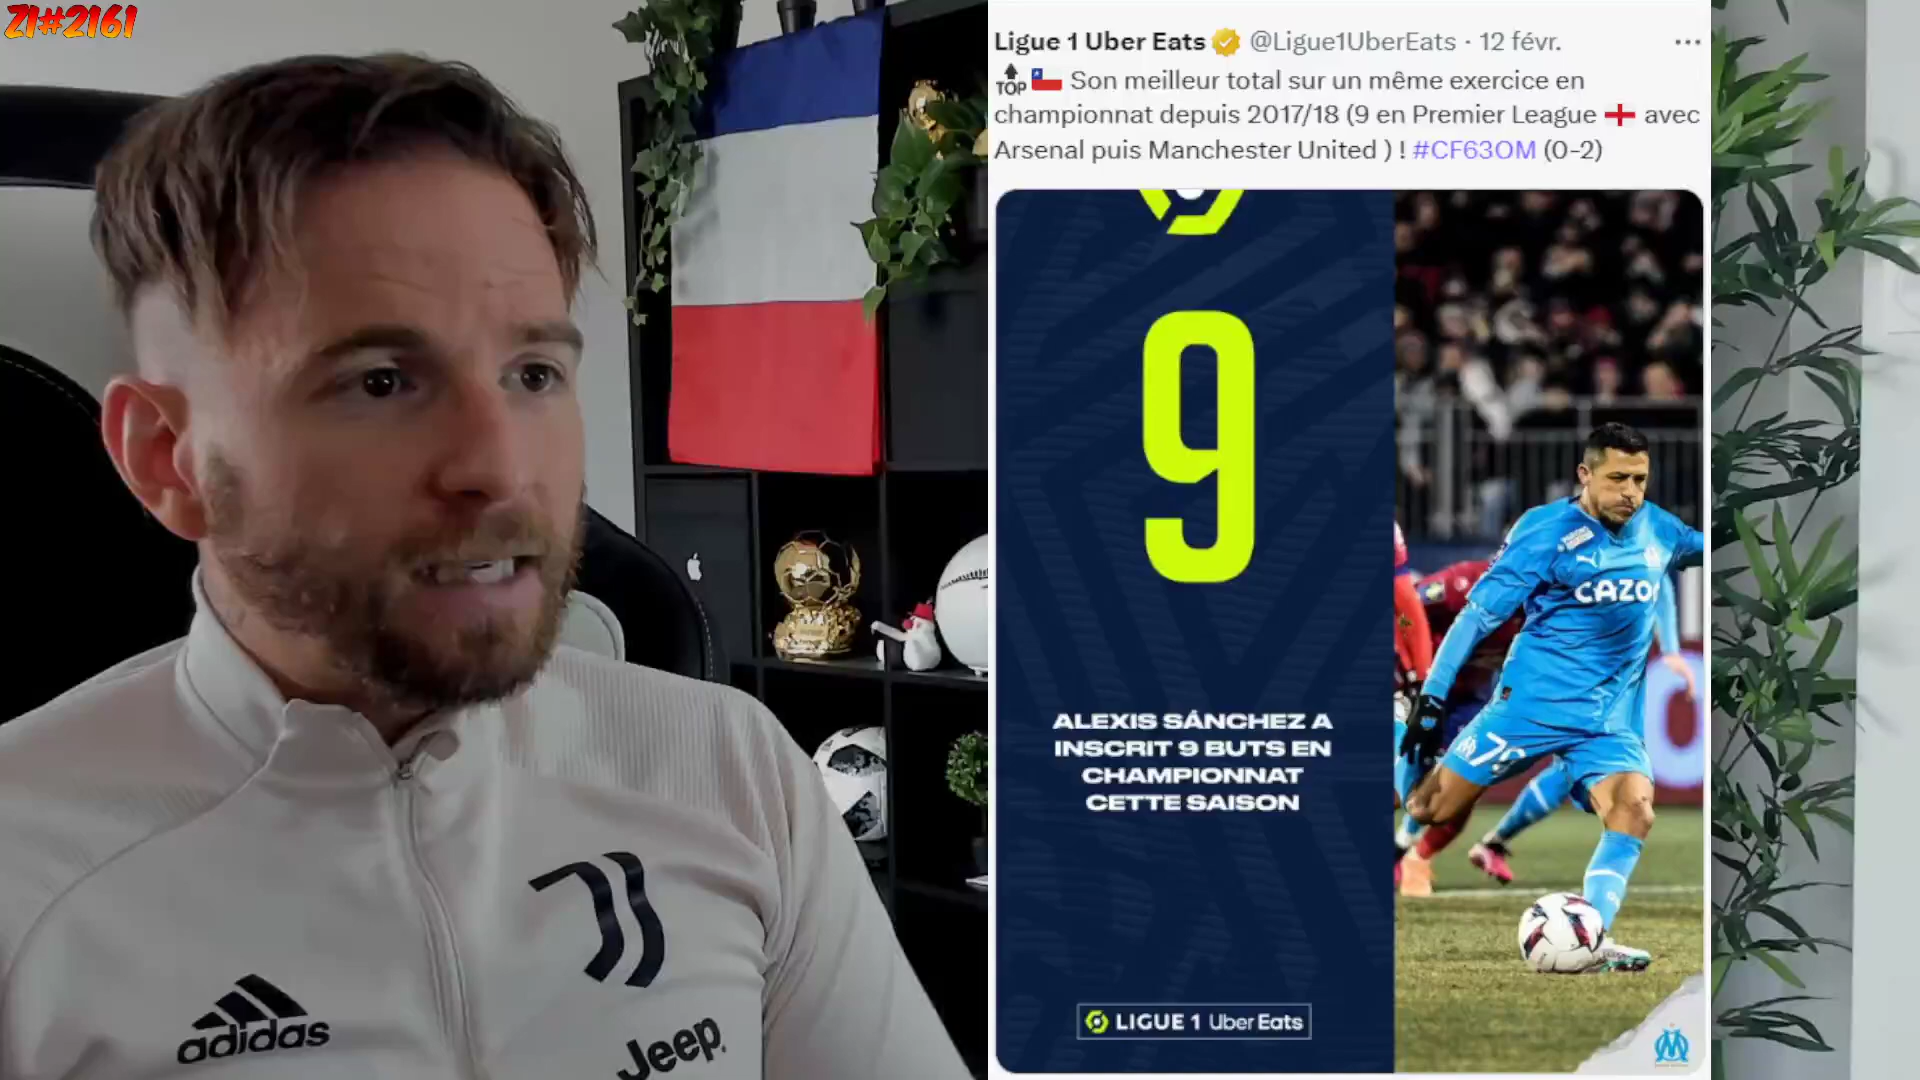 ZI#2161
Ligue 1 Uber Eats @Ligue1UberEats · 12 févr.
TOP Son meilleur total sur un même exercice en
championnat depuis 2017/18 (9 en Premier League avec
Arsenal puis Manchester United ) ! #CF63OM (0-2)
9
ALEXIS SÁNCHEZ A
INSCRIT 9 BUTS EN
CHAMPIONNAT
CETTE SAISON
LIGUE 1 Uber Eats
CAZOO
70
adidas
Jeep